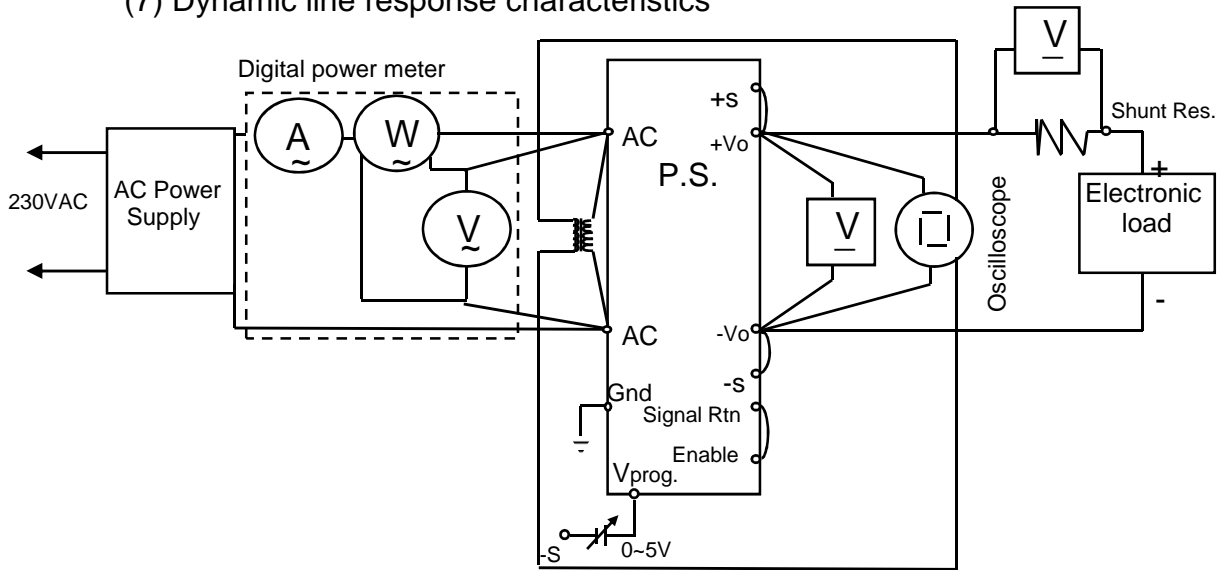 (7) Dynamic line response characteristics
Digital power meter
A
~
W
~
V
~
230VAC
AC Power
Supply
AC
AC
P.S.
+s
+Vo
-Vo
-s
Gnd
Signal Rtn
Enable
Vprog.
-S
0~5V
V
Oscilloscope
V
Shunt Res.
+
Electronic
load
-